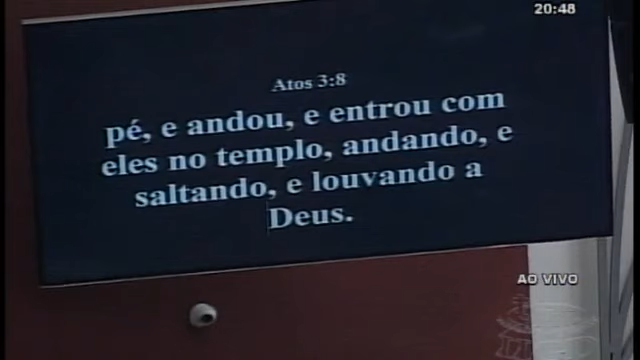 20:48
Atos 3:8
pé, e andou, e entrou com
eles no templo, andando, e
saltando, e louvando a
Deus.
AO VIVO